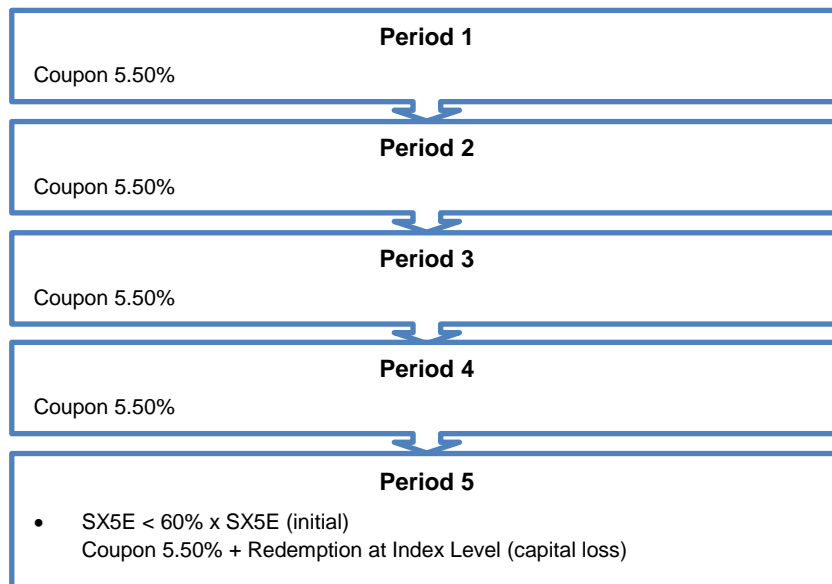 Period 1
Coupon 5.50%
Period 2
Coupon 5.50%
Period 3
Coupon 5.50%
Period 4
Coupon 5.50%
Period 5
• SX5E < 60% x SX5E (initial)
Coupon 5.50% + Redemption at Index Level (capital loss)